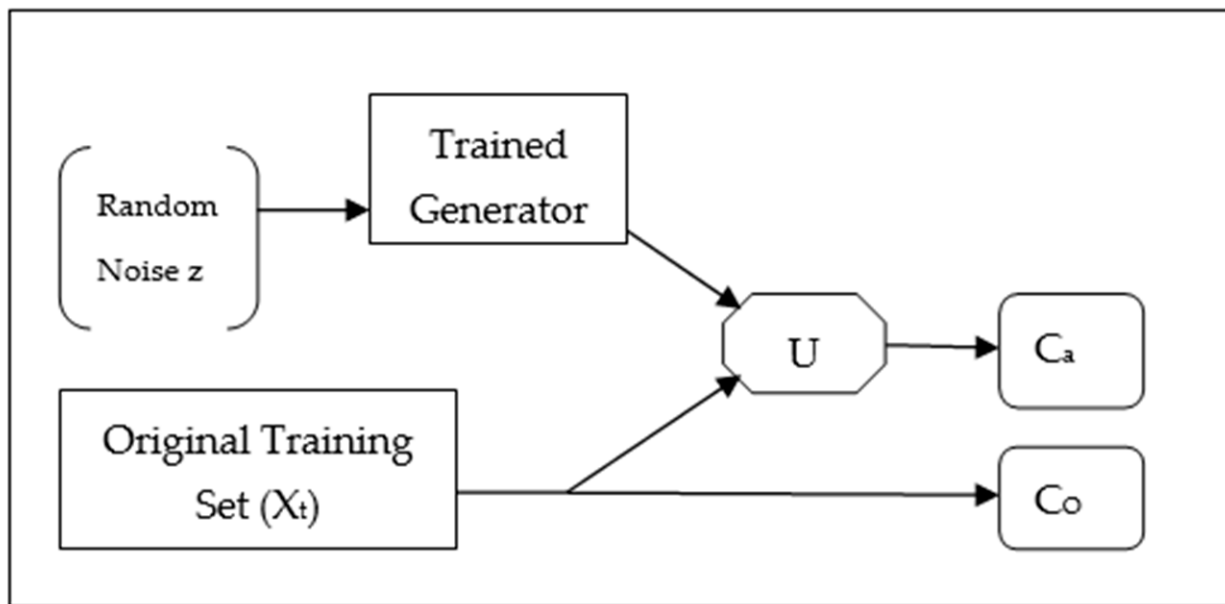 Trained
Generator
Random
Noise z
U
Cₐ
Original Training
Set (Xₜ)
Co